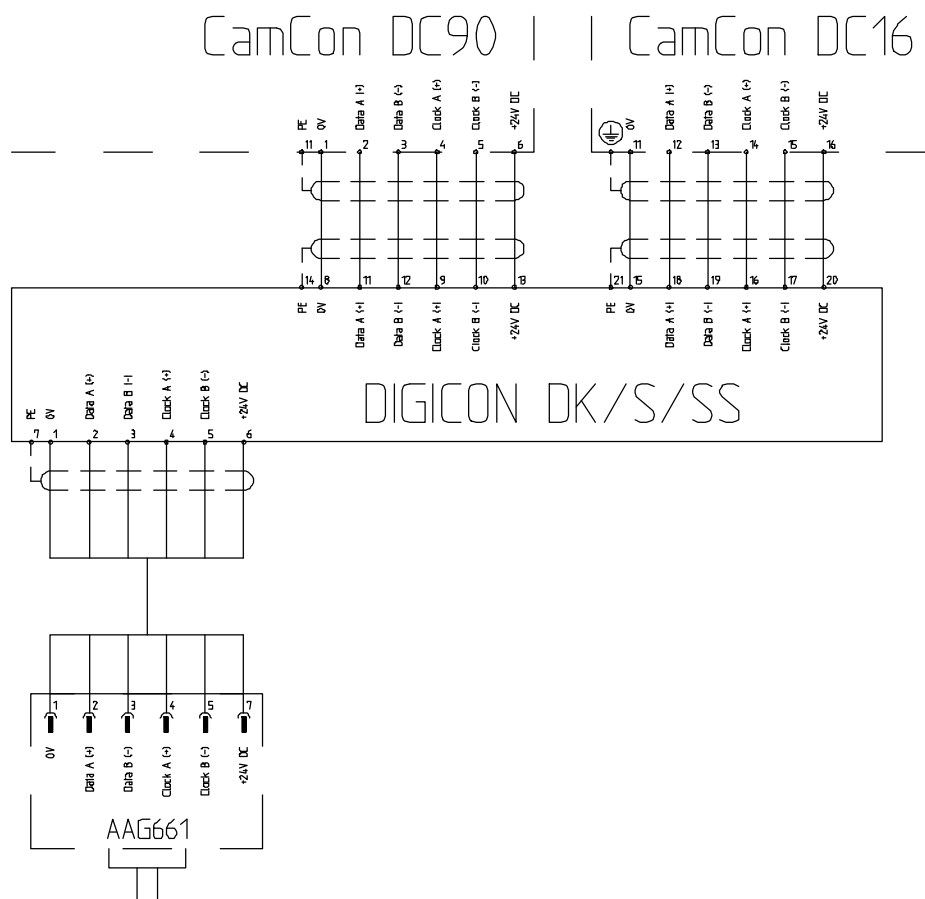 CamCon DC90 CamCon DC16
PE 0V Data A (+) Data B (-) Clock A (+) Clock B (-) +24V DC 0V Data A (+) Data B (-) Clock A (+) Clock B (-) +24V DC
11 1 2 3 4 5 6 11 12 13 14 15 16
14 8 11 12 9 10 13 21 15 18 19 16 17 20
PE 0V Data A (+) Data B (-) Clock A (+) Clock B (-) +24V DC PE 0V Data A (+) Data B (-) Clock A (+) Clock B (-) +24V DC
DIGICON DK/S/SS
PE 0V Data A (+) Data B (-) Clock A (+) Clock B (-) +24V DC
7 1 2 3 4 5 6
1 2 3 4 5 7
0V Data A (+) Data B (-) Clock A (+) Clock B (-) +24V DC
AAG661